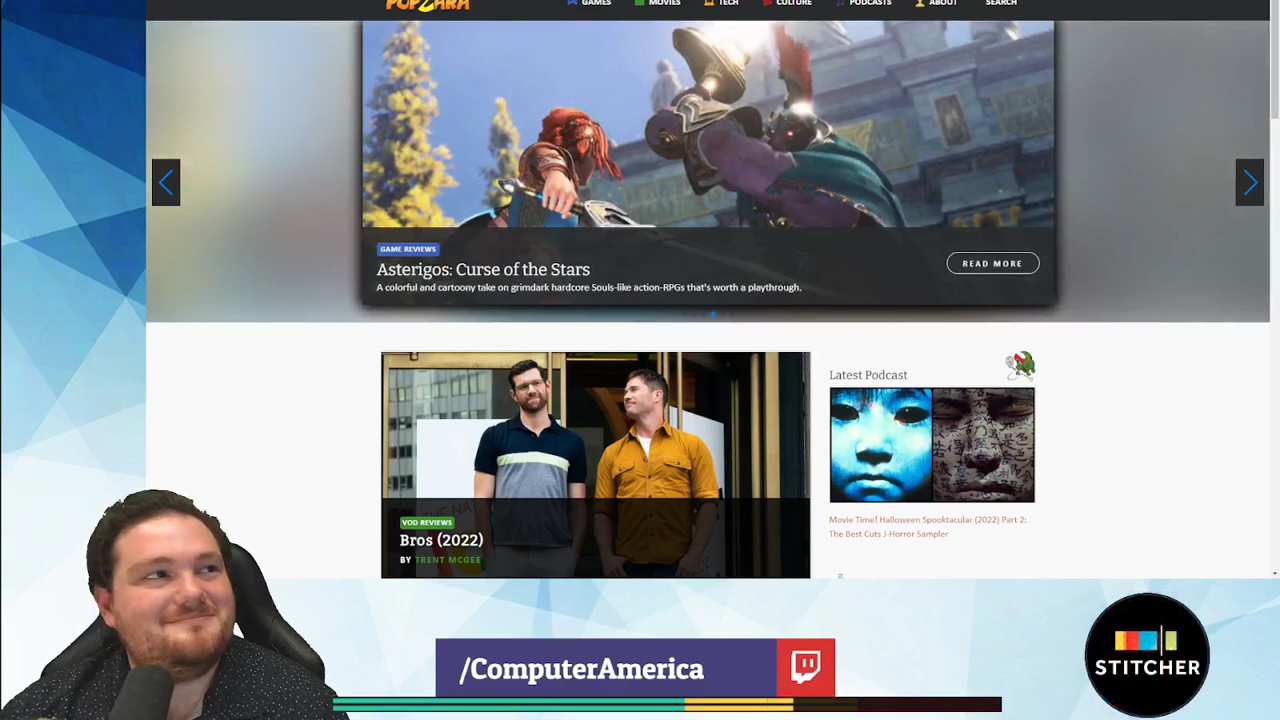 POPZARA
GAMES
MOVIES
TECH
CULTURE
PODCASTS
ABOUT
SEARCH
GAME REVIEWS
Asterigos: Curse of the Stars
A colorful and cartoony take on grimdark hardcore Souls-like action-RPGs that's worth a playthrough.
READ MORE
VOD REVIEWS
Bros (2022)
BY TRENT MCGEE
Latest Podcast
Movie Time! Halloween Spooktacular (2022) Part 2:
The Best Cuts J-Horror Sampler
/ComputerAmerica
STITCHER